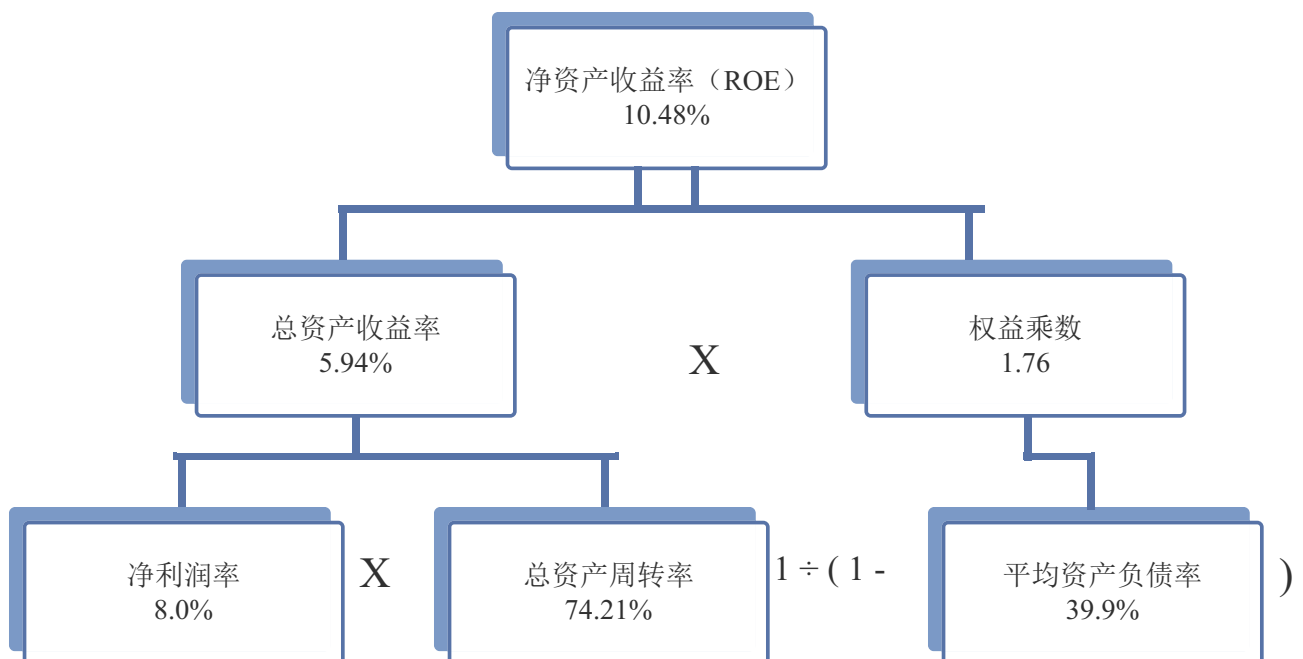 净资产收益率（ROE）
10.48%
总资产收益率
5.94%
X
权益乘数
1.76
净利润率
8.0%
X
总资产周转率
74.21%
1 ÷ ( 1 -
平均资产负债率
39.9%
)